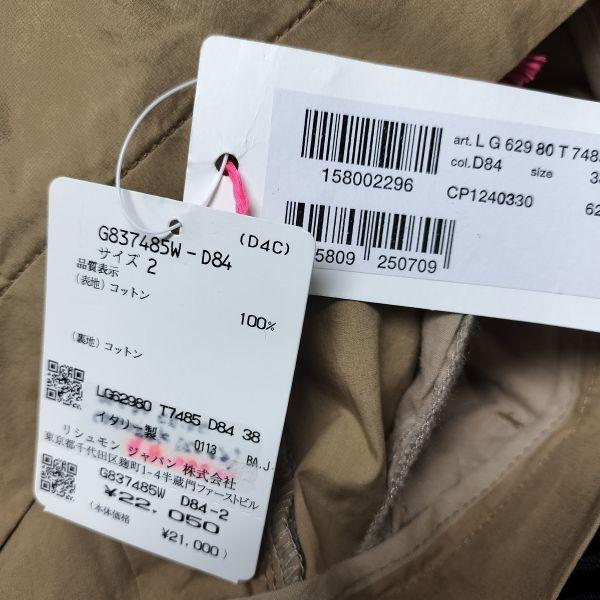 art. L G 629 80 T 7485
col. D84 size 38
158002296
CP1240330 62
5809 250709
G837485W-D84 (D4C)
サイズ 2
品質表示
(表地) コットン
100%
(裏地) コットン
LG62980 T7485 D84 38
イタリー製 Q113 BA.J
リシュモン ジャパン 株式会社
東京都千代田区麹町1-4半蔵門ファーストビル
G837485W D84-2
¥22,050
(本体価格 ¥21,000)